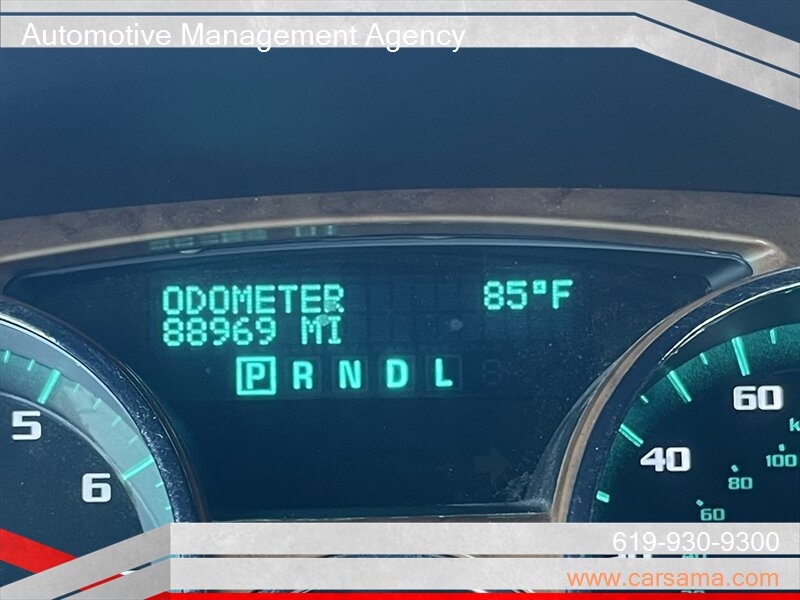 Automotive Management Agency
ODOMETER 85°F
88969 MI
P R N D L
5
6
60
40
100
80
60
619-930-9300
www.carsama.com